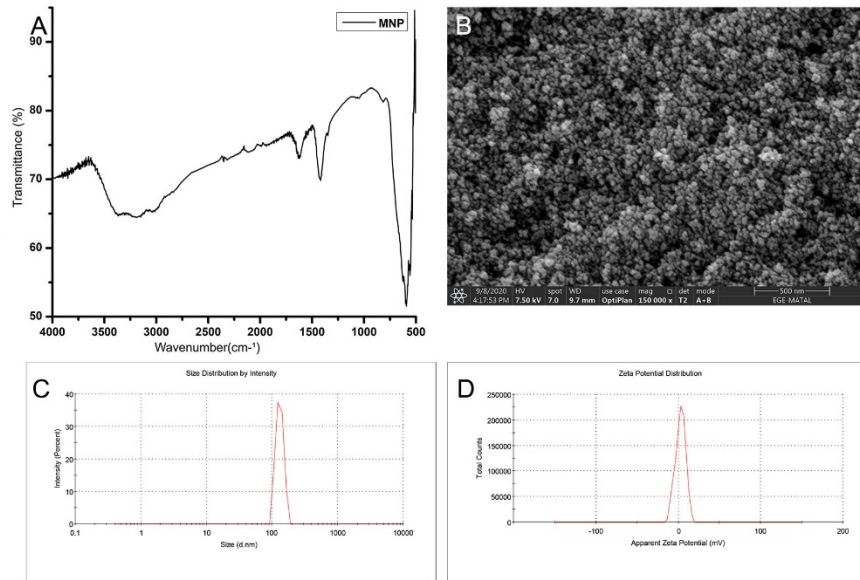 A
MNP
95
90
80
70
60
50
Transmittance (%)
4000 3500 3000 2500 2000 1500 1000 500
Wavenumber(cm-¹)
B
9/8/2020 HV spot WD use case mag □ det mode 500 nm
4:17:53 PM 7.50 kV 7.0 9.7 mm OptiPlan 150 000 x T2 A+B EGE-MATAL
C
Size Distribution by Intensity
40
30
20
10
0
Intensity (Percent)
0.1 1 10 100 1000 10000
Size (d.nm)
D
Zeta Potential Distribution
250000
200000
150000
100000
50000
0
Total Counts
-100 0 100 200
Apparent Zeta Potential (mV)